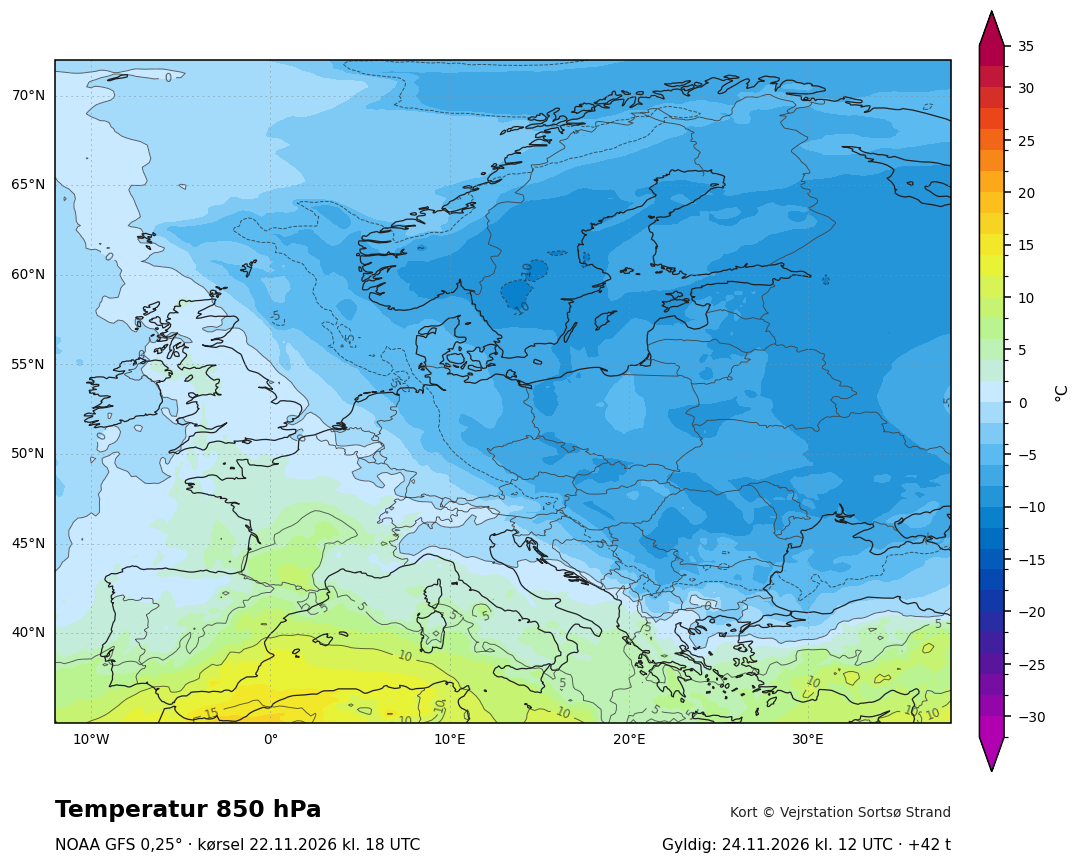 70°N
65°N
60°N
55°N
50°N
45°N
40°N
10°W
0°
10°E
20°E
30°E
35
30
25
20
15
10
5
0
−5
−10
−15
−20
−25
−30
°C
Temperatur 850 hPa
Kort © Vejrstation Sortsø Strand
NOAA GFS 0,25° · kørsel 22.11.2026 kl. 18 UTC
Gyldig: 24.11.2026 kl. 12 UTC · +42 t